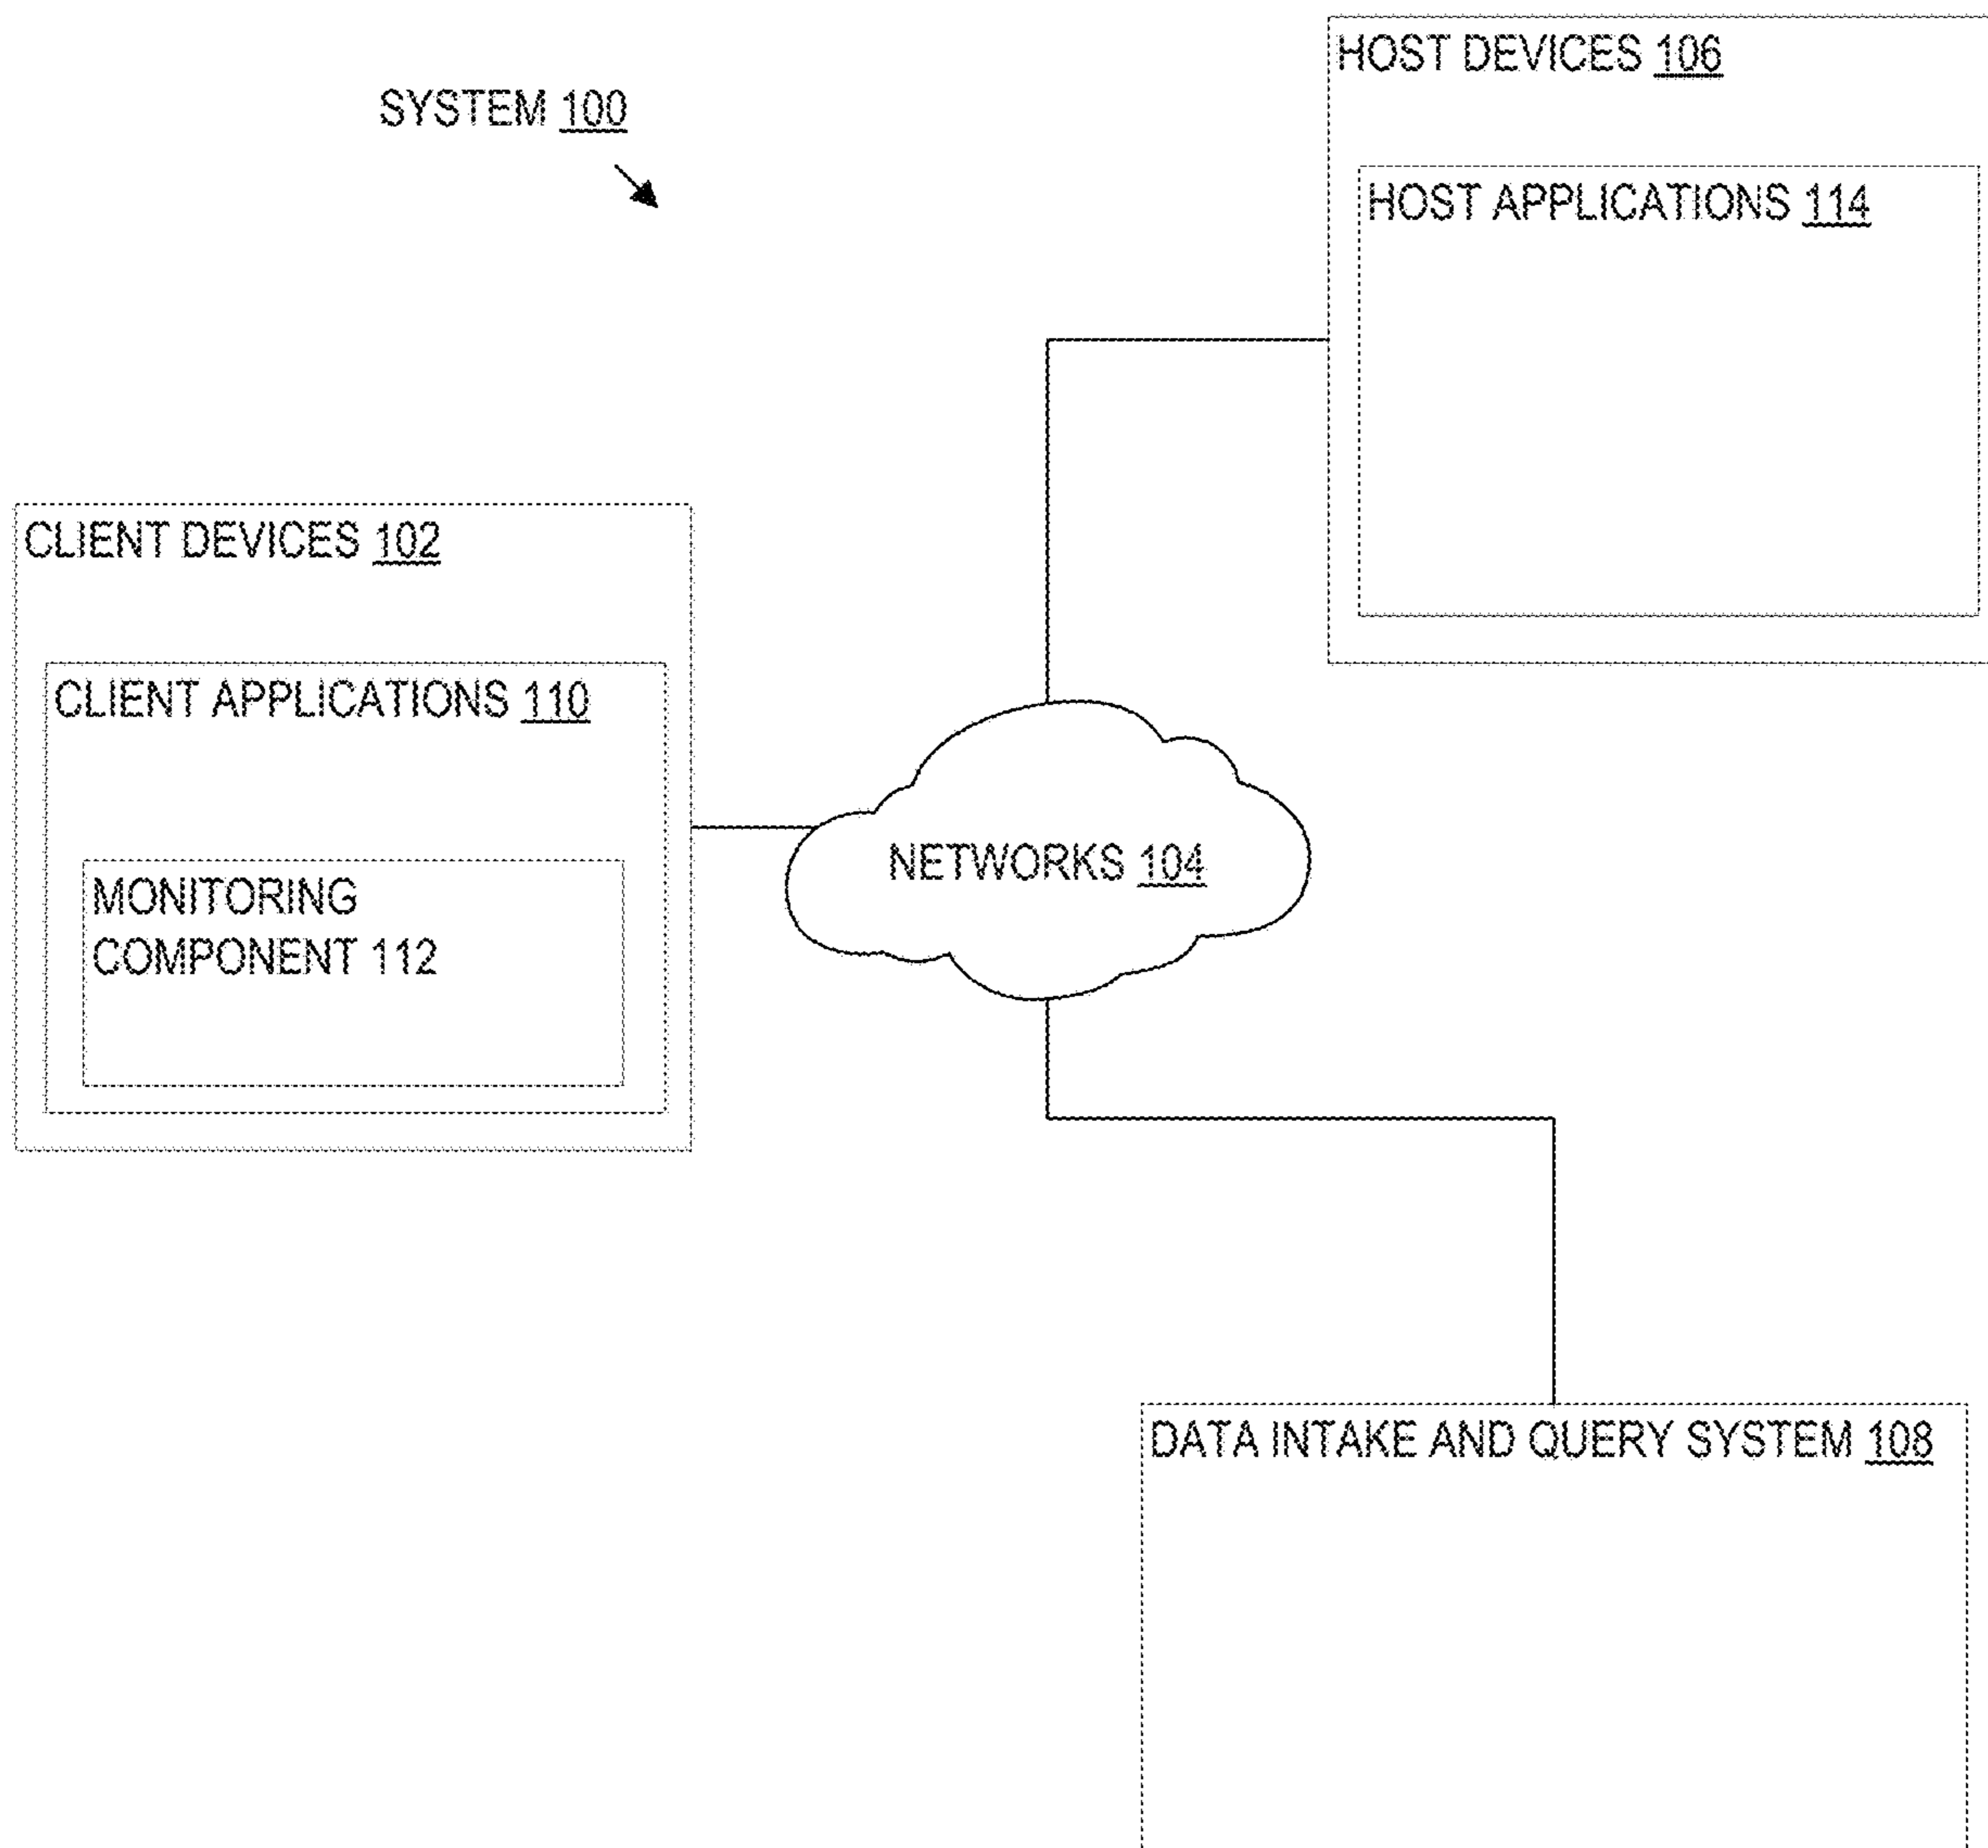 SYSTEM 100
HOST DEVICES 106
HOST APPLICATIONS 114
CLIENT DEVICES 102
CLIENT APPLICATIONS 110
MONITORING
COMPONENT 112
NETWORKS 104
DATA INTAKE AND QUERY SYSTEM 108